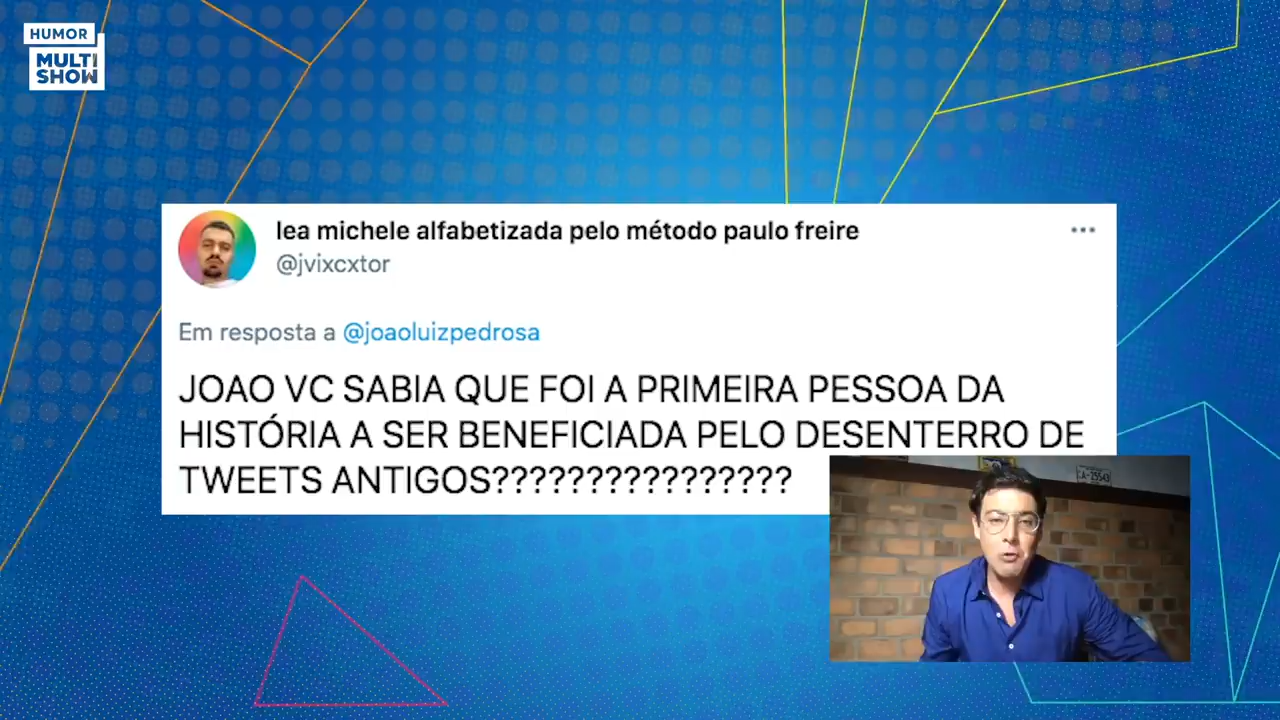 HUMOR
MULTI
SHOW
lea michele alfabetizada pelo método paulo freire
@jvixcxtor
Em resposta a @joaoluizpedrosa
JOAO VC SABIA QUE FOI A PRIMEIRA PESSOA DA
HISTÓRIA A SER BENEFICIADA PELO DESENTERRO DE
TWEETS ANTIGOS????????????????